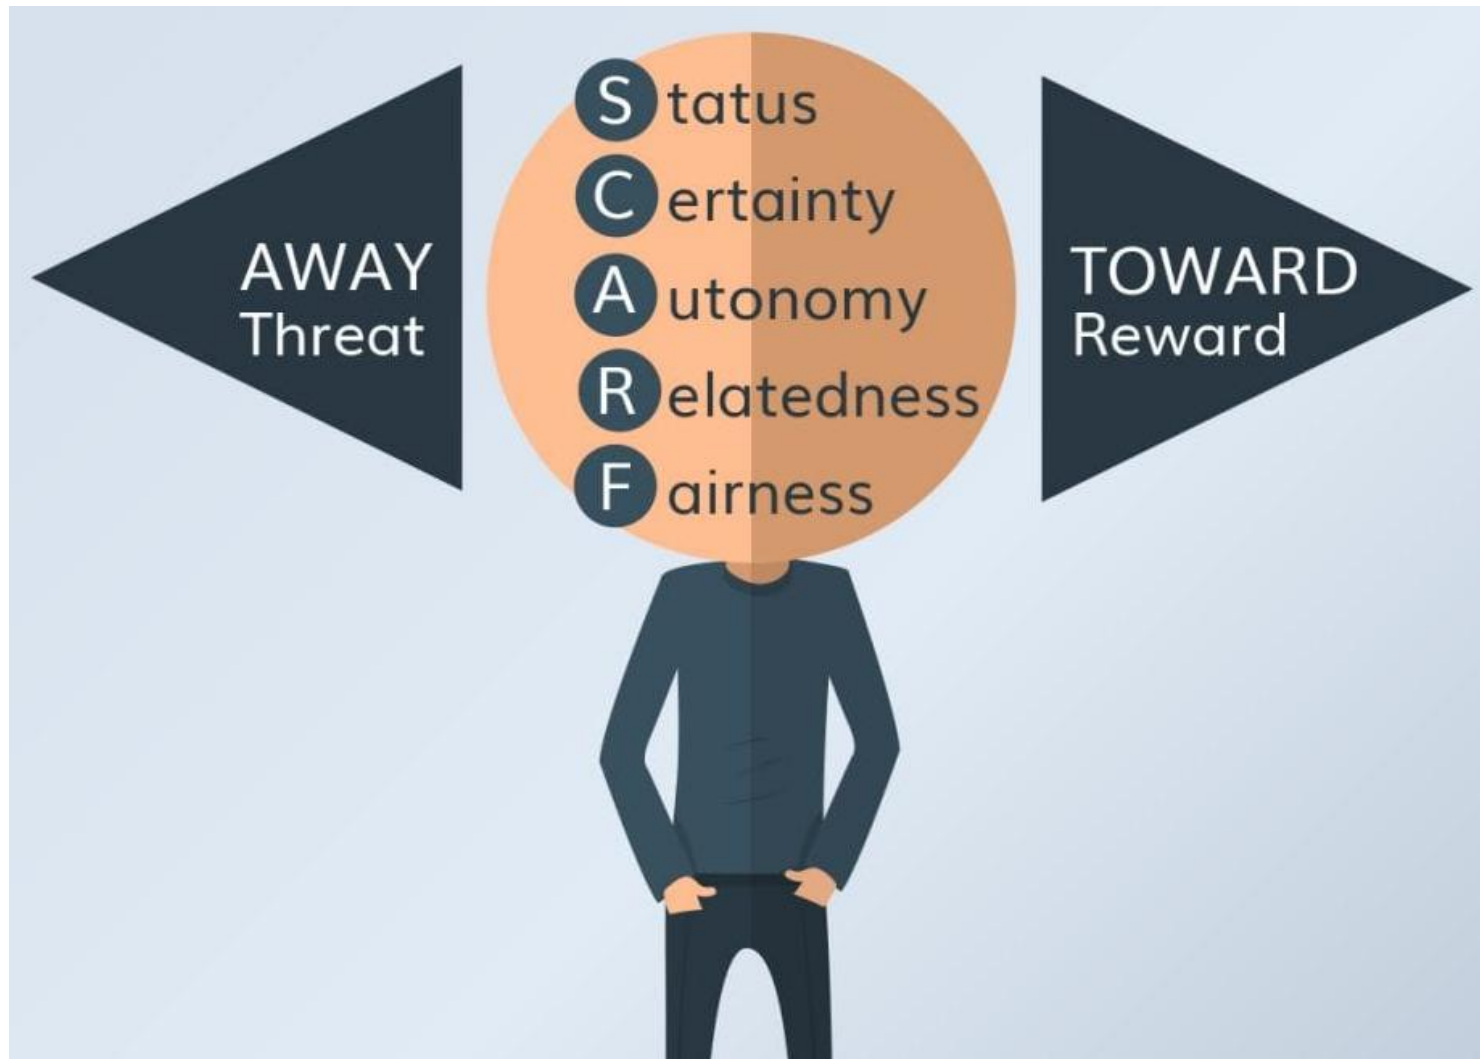 AWAY
Threat
Status
Certainty
Autonomy
Relatedness
Fairness
TOWARD
Reward